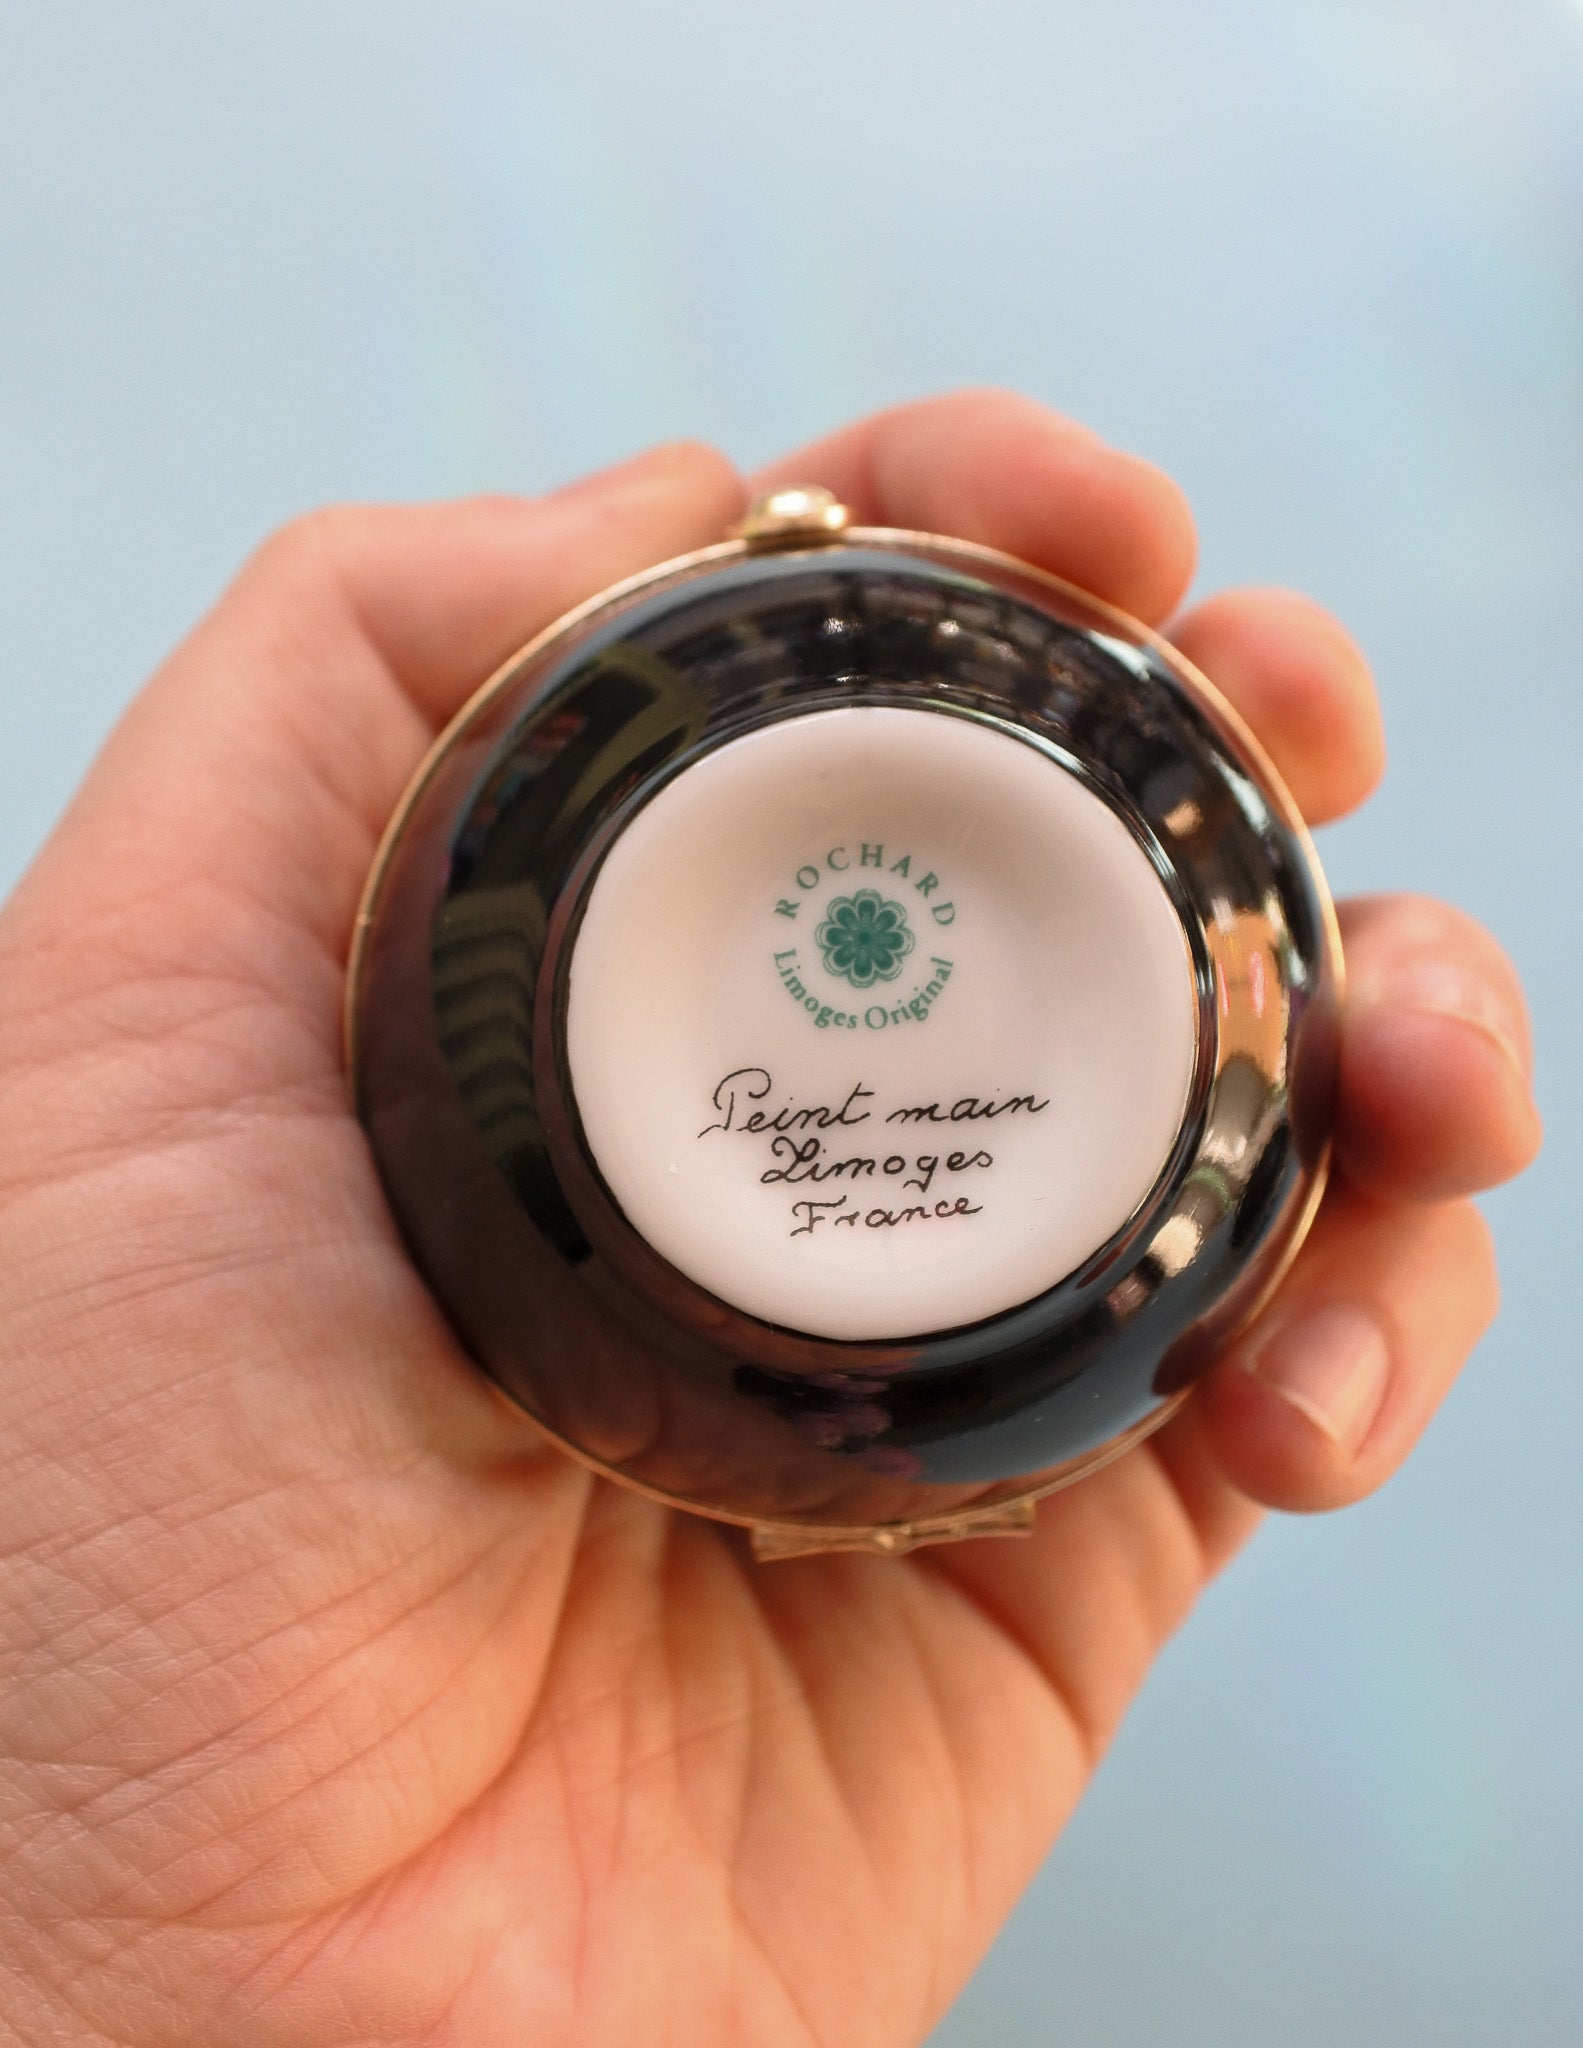 ROCHARD
Limoges Original
Peint main
Limoges
France